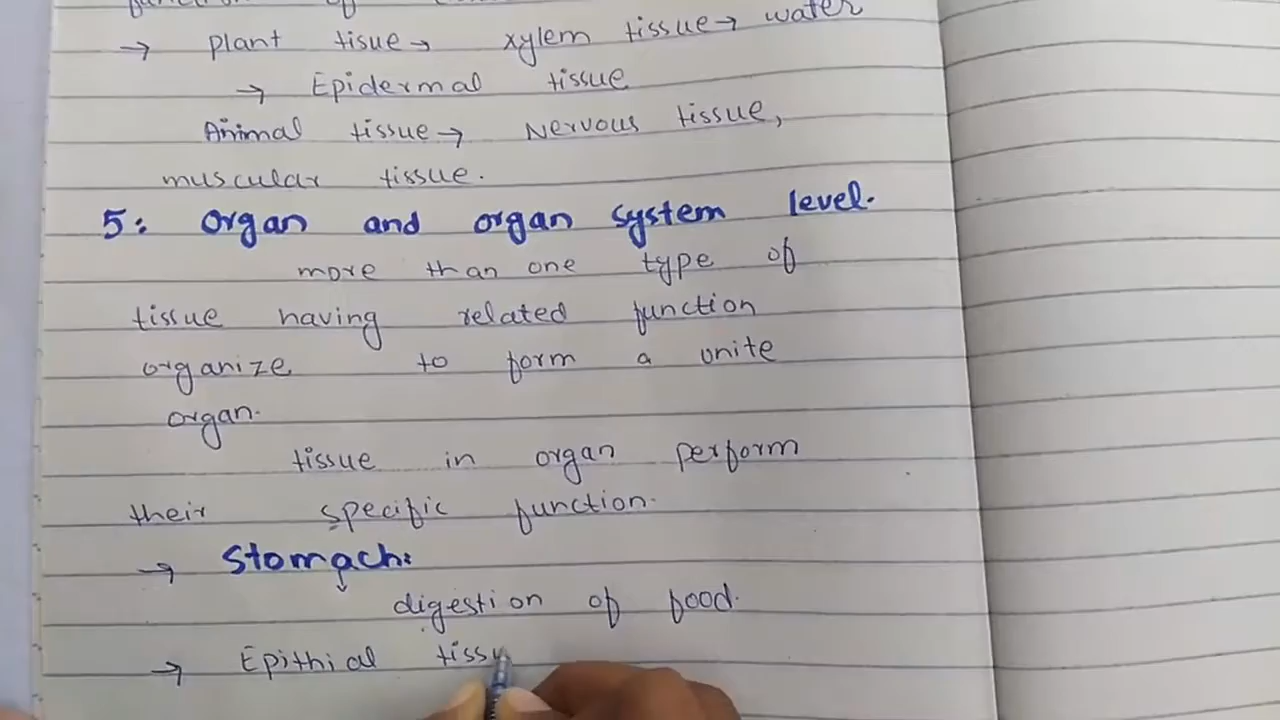 of
→ plant tisue → xylem tissue → water
→ Epidermal tissue
Animal tissue → Nervous tissue,
muscular tissue.
5: Organ and organ system level.
more than one type of
tissue having related function
organize to form a unite
organ.
tissue in organ perform
their specific function.
→ Stomach:
digestion of food.
→ Epithial tissu